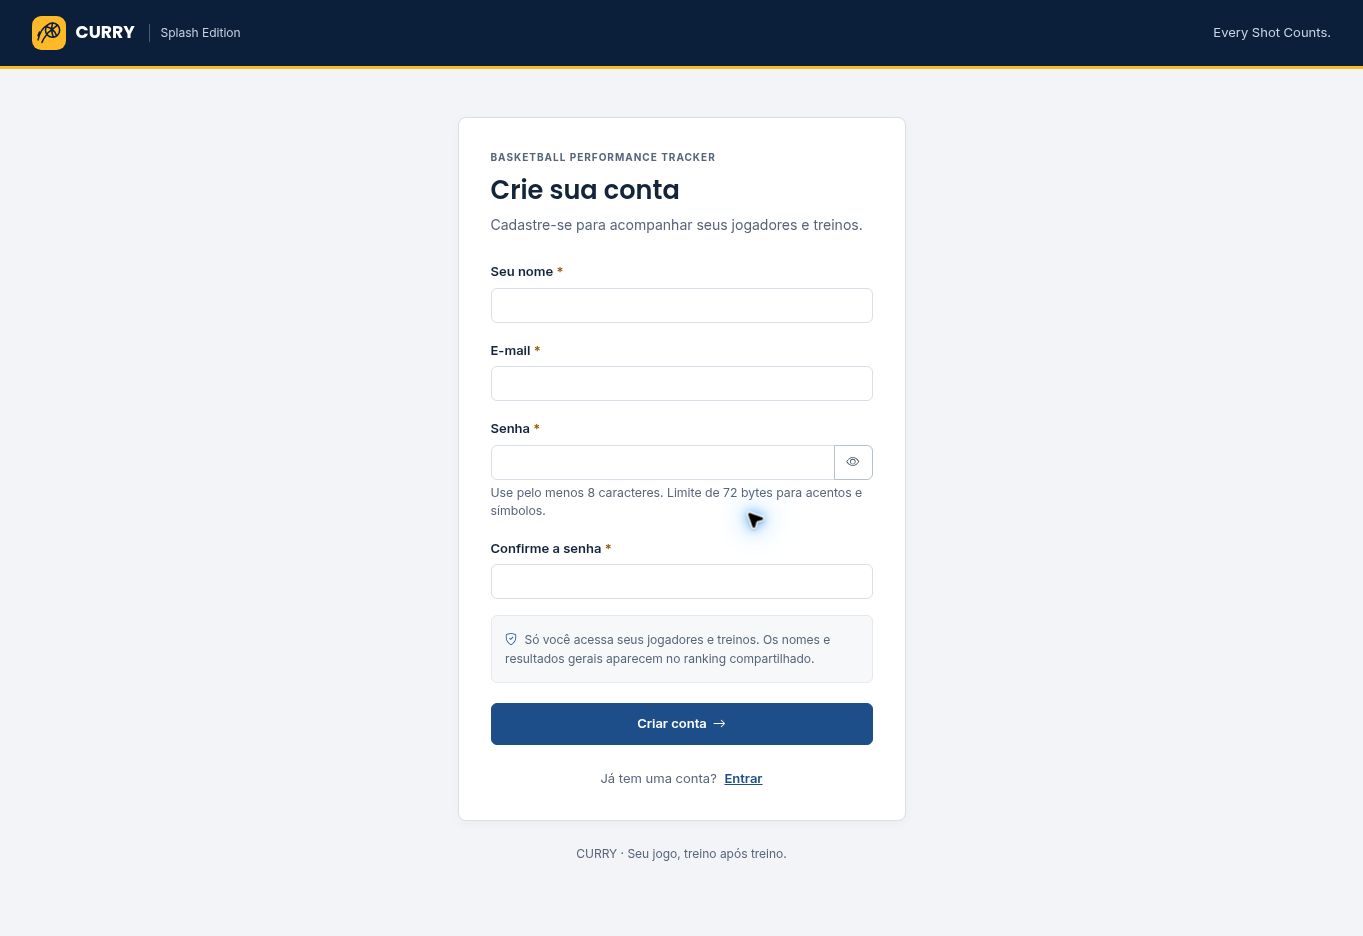 CURRY
Splash Edition
Every Shot Counts.
BASKETBALL PERFORMANCE TRACKER
Crie sua conta
Cadastre-se para acompanhar seus jogadores e treinos.
Seu nome *
E-mail *
Senha *
Use pelo menos 8 caracteres. Limite de 72 bytes para acentos e
símbolos.
Confirme a senha *
Só você acessa seus jogadores e treinos. Os nomes e
resultados gerais aparecem no ranking compartilhado.
Criar conta →
Já tem uma conta? Entrar
CURRY · Seu jogo, treino após treino.